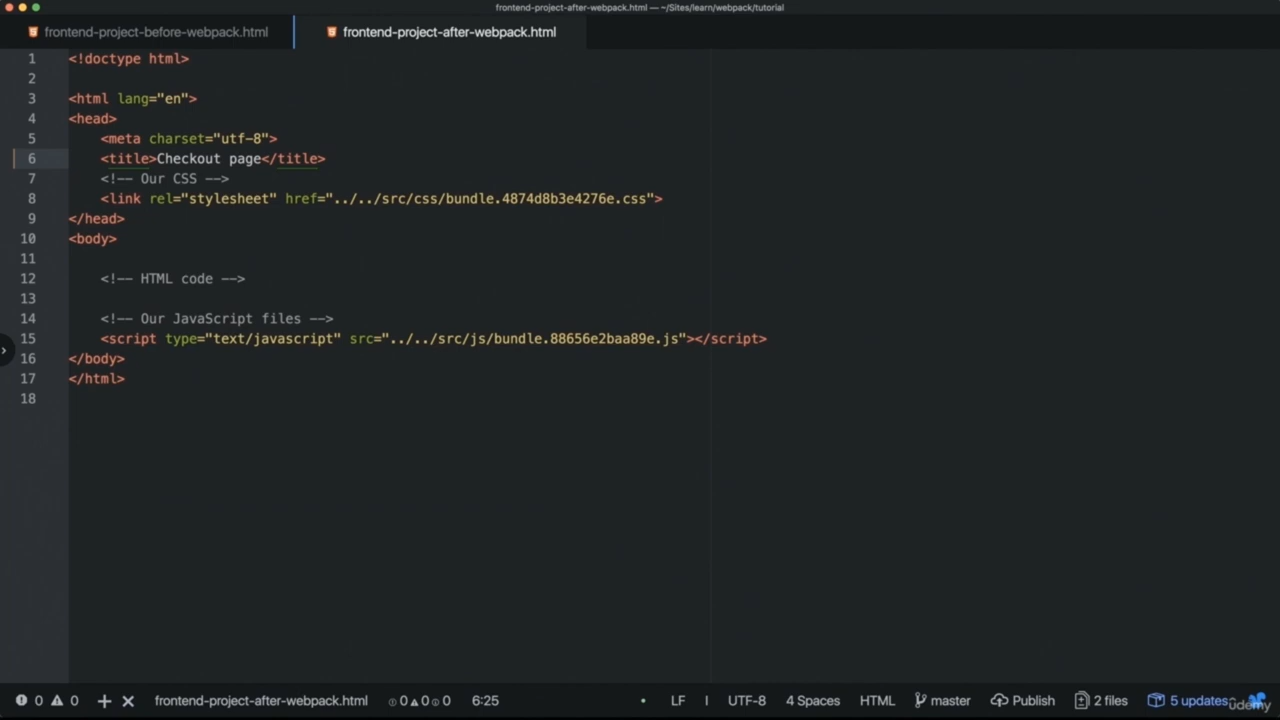 frontend-project-after-webpack.html — ~/Sites/learn/webpack/tutorial
frontend-project-before-webpack.html
frontend-project-after-webpack.html
1 <!doctype html>
2
3 <html lang="en">
4 <head>
5 <meta charset="utf-8">
6 <title>Checkout page</title>
7 <!-- Our CSS -->
8 <link rel="stylesheet" href="../../src/css/bundle.4874d8b3e4276e.css">
9 </head>
10 <body>
11
12 <!-- HTML code -->
13
14 <!-- Our JavaScript files -->
15 <script type="text/javascript" src="../../src/js/bundle.88656e2baa89e.js"></script>
16 </body>
17 </html>
18
0 0 frontend-project-after-webpack.html 0 0 0 6:25 LF UTF-8 4 Spaces HTML master Publish 2 files 5 updates
udemy